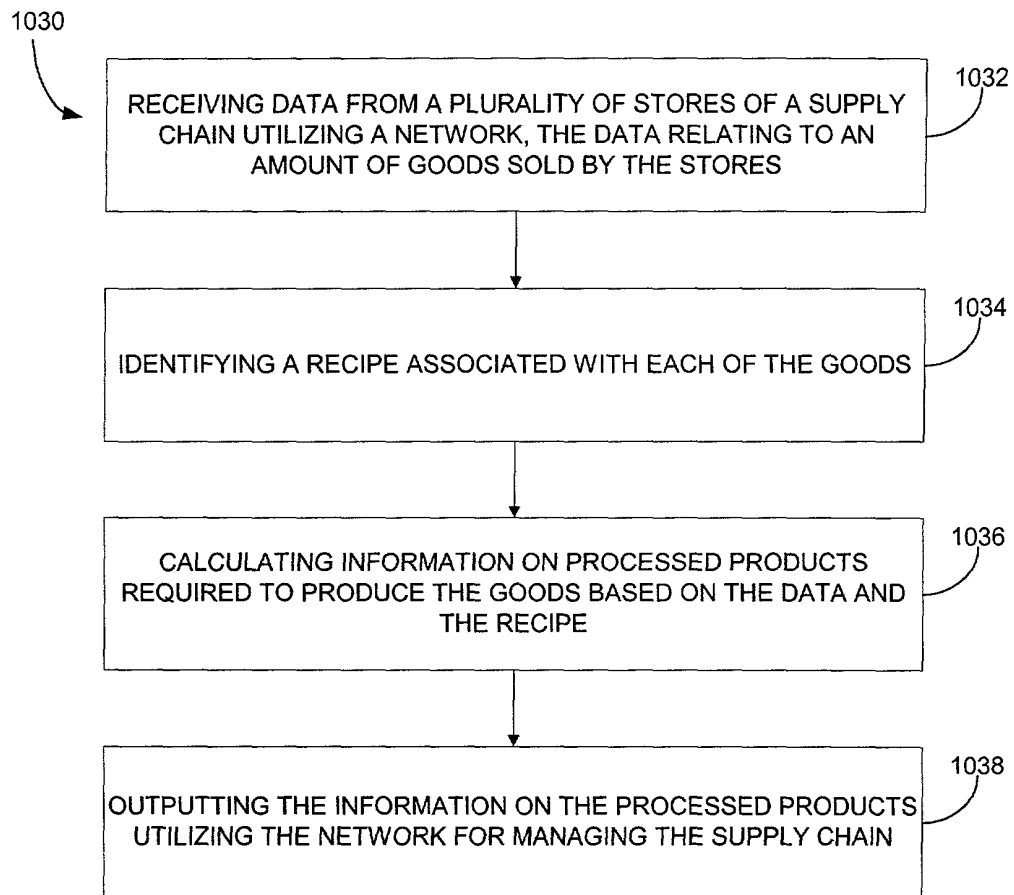 1030
1032
RECEIVING DATA FROM A PLURALITY OF STORES OF A SUPPLY
CHAIN UTILIZING A NETWORK, THE DATA RELATING TO AN
AMOUNT OF GOODS SOLD BY THE STORES
1034
IDENTIFYING A RECIPE ASSOCIATED WITH EACH OF THE GOODS
1036
CALCULATING INFORMATION ON PROCESSED PRODUCTS
REQUIRED TO PRODUCE THE GOODS BASED ON THE DATA AND
THE RECIPE
1038
OUTPUTTING THE INFORMATION ON THE PROCESSED PRODUCTS
UTILIZING THE NETWORK FOR MANAGING THE SUPPLY CHAIN